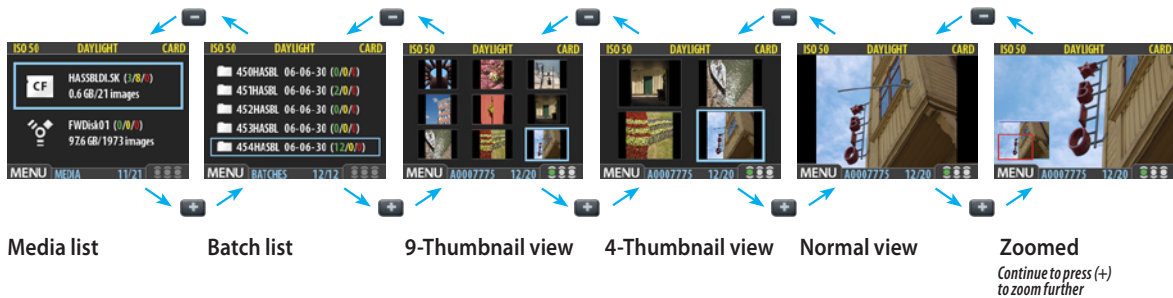 ISO 50 DAYLIGHT CARD
CF
HASSBLDI.SK (3/8/0)
0.6 GB/21 images
FWDisk01 (0/0/0)
97.6 GB/1973 images
MENU MEDIA 11/21
ISO 50 DAYLIGHT CARD
450HASBL 06-06-30 (0/0/0)
451HASBL 06-06-30 (2/0/0)
452HASBL 06-06-30 (0/0/0)
453HASBL 06-06-30 (0/0/0)
454HASBL 06-06-30 (12/0/0)
MENU BATCHES 12/12
ISO 50 DAYLIGHT CARD
MENU A0007775 12/20
ISO 50 DAYLIGHT CARD
MENU A0007775 12/20
ISO 50 DAYLIGHT CARD
MENU A0007775 12/20
ISO 50 DAYLIGHT CARD
MENU A0007775 12/20
Media list
Batch list
9-Thumbnail view
4-Thumbnail view
Normal view
Zoomed
Continue to press (+)
to zoom further